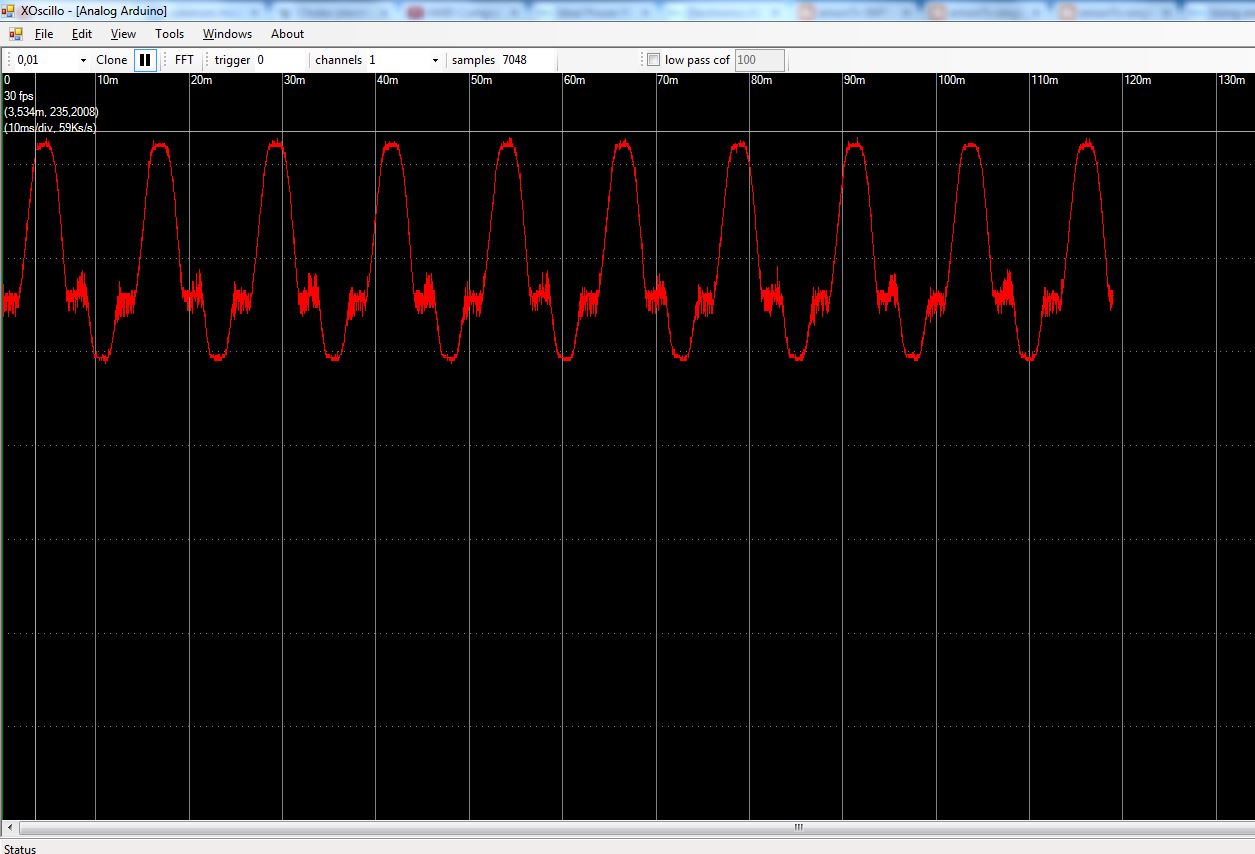 XOscillo - [Analog Arduino]
File Edit View Tools Windows About
0,01 Clone FFT trigger 0 channels 1 samples 7048 low pass cof 100
0 10m 20m 30m 40m 50m 60m 70m 80m 90m 100m 110m 120m 130m
30 fps
(3,534m, 235,2008)
(10ms/div, 59Ks/s)
Status